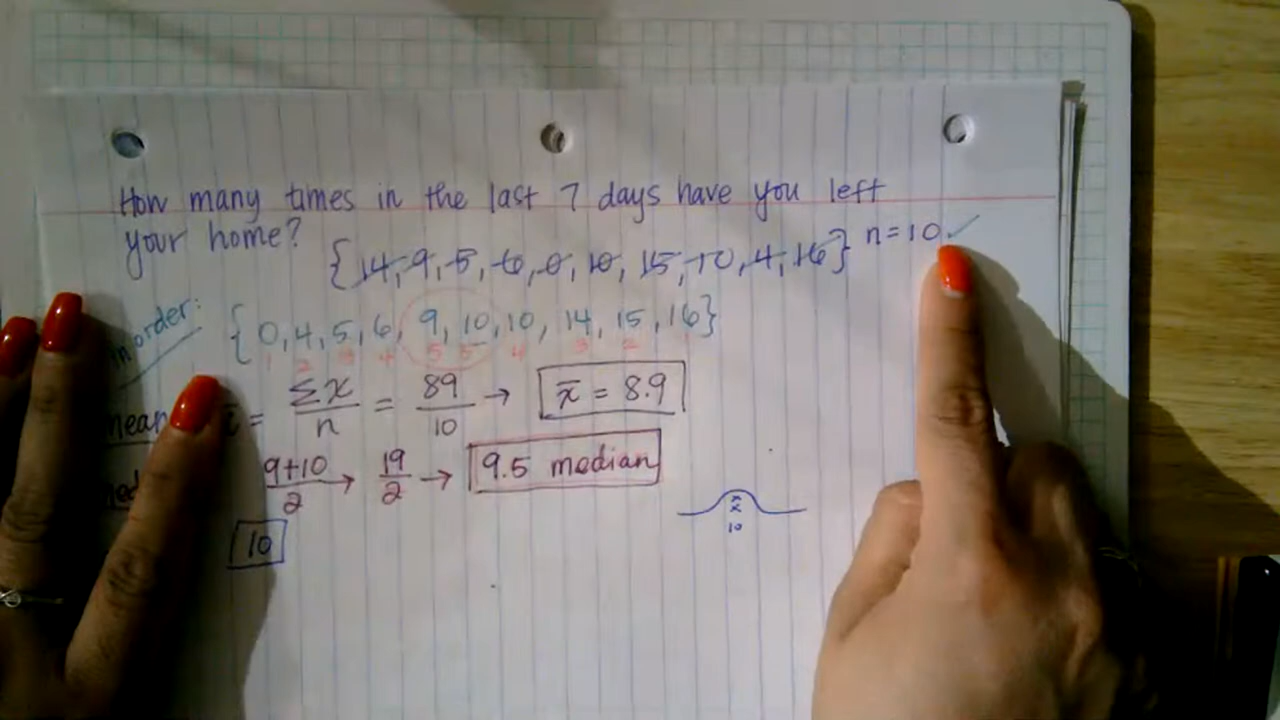 How many times in the last 7 days have you left
your home? {14, 9, 5, 6, 0, 10, 15, 10, 4, 16} n=10 ✓
in order: {0, 4, 5, 6, 9, 10, 10, 14, 15, 16}
1 2 3 4 5 5 4 3 2 1
mean = Σx/n = 89/10 → x̄ = 8.9
9+10/2 → 19/2 → 9.5 median
x
x
10
10